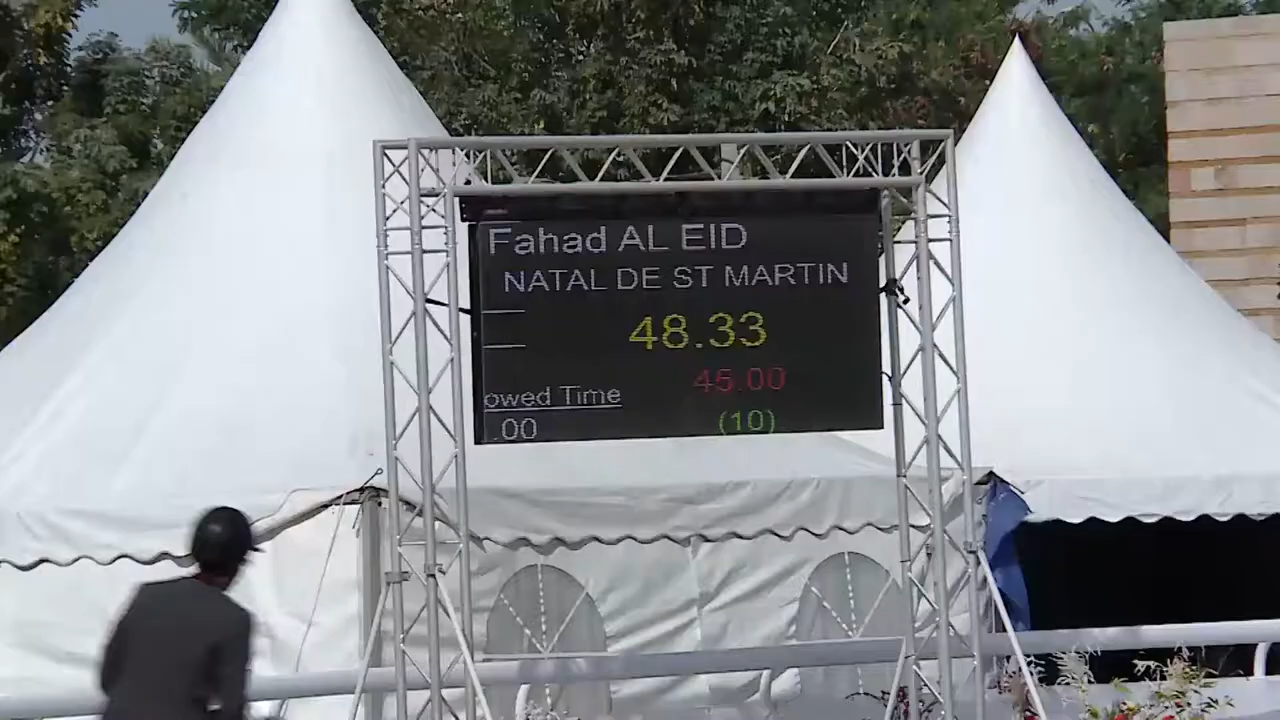 Fahad AL EID
NATAL DE ST MARTIN
48.33
45.00
owed Time
.00
(10)